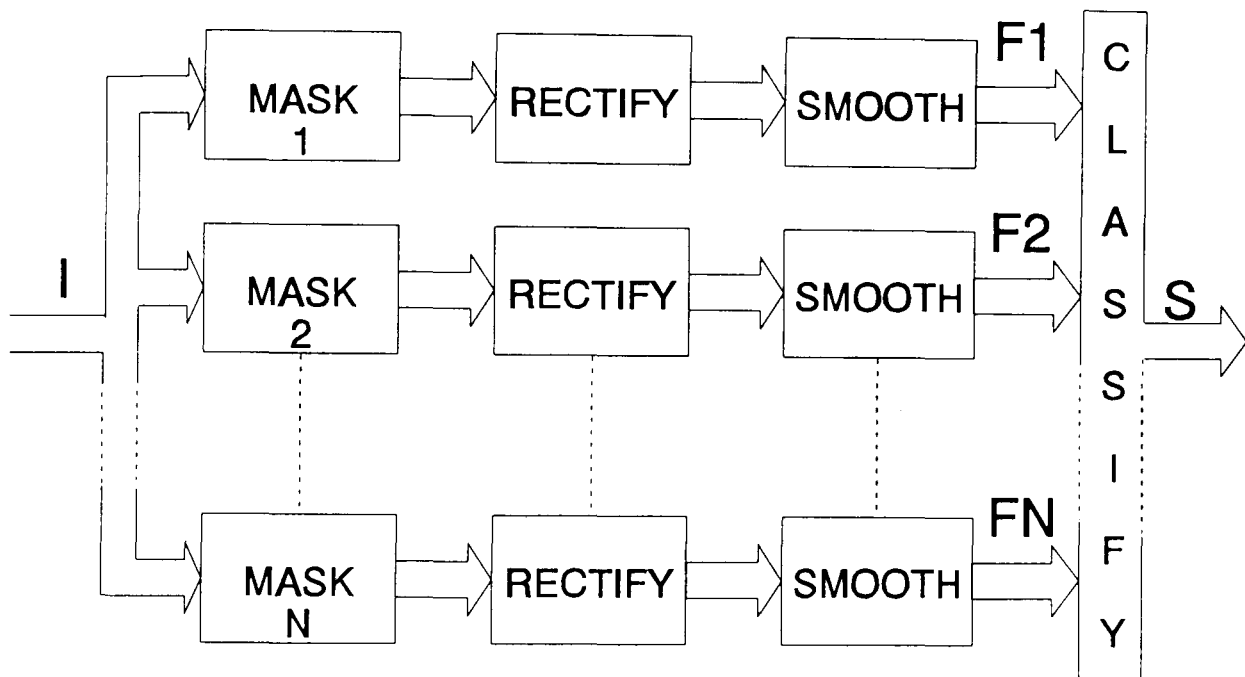 F1
MASK
1
RECTIFY
SMOOTH
F2
I
MASK
2
RECTIFY
SMOOTH
S
FN
MASK
N
RECTIFY
SMOOTH
C
L
A
S
S
I
F
Y